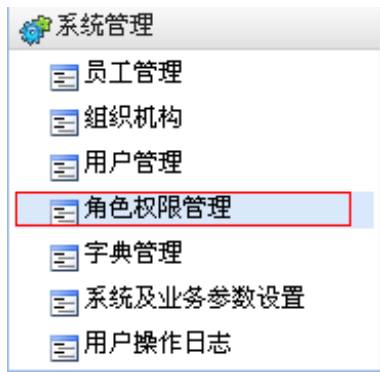 系统管理
员工管理
组织机构
用户管理
角色权限管理
字典管理
系统及业务参数设置
用户操作日志